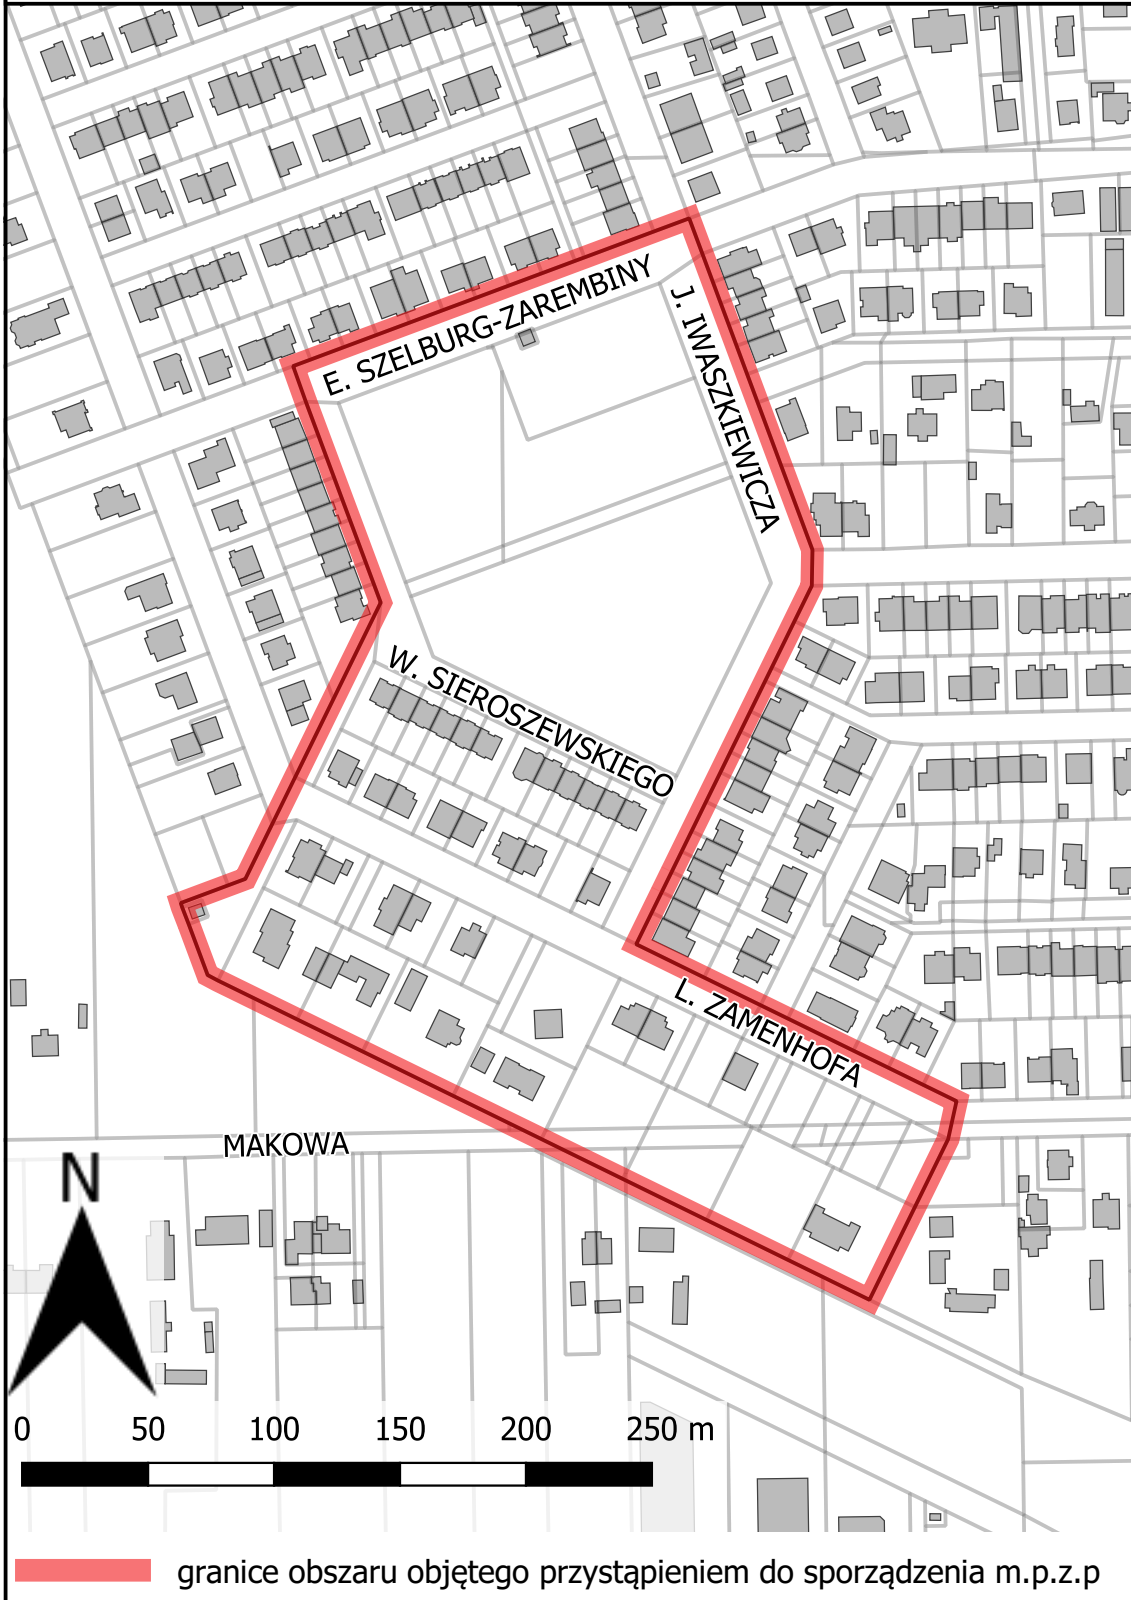 E. SZELBURG-ZAREMBINY
J. IWASZKIEWICZA
W. SIEROSZEWSKIEGO
L. ZAMENHOFA
MAKOWA
N
0 50 100 150 200 250 m
granice obszaru objętego przystąpieniem do sporządzenia m.p.z.p